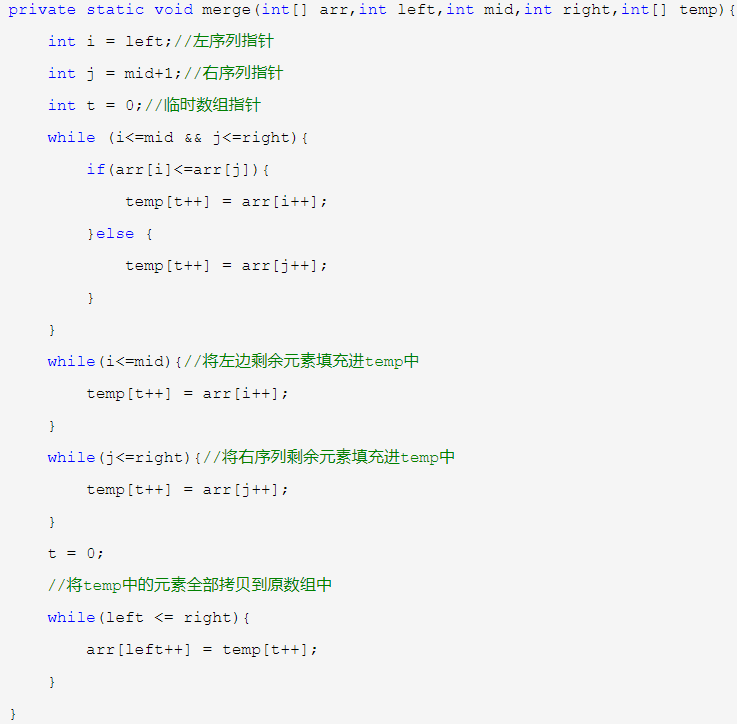 private static void merge(int[] arr,int left,int mid,int right,int[] temp){
    int i = left;//左序列指针
    int j = mid+1;//右序列指针
    int t = 0;//临时数组指针
    while (i<=mid && j<=right){
        if(arr[i]<=arr[j]){
            temp[t++] = arr[i++];
        }else {
            temp[t++] = arr[j++];
        }
    }
    while(i<=mid){//将左边剩余元素填充进temp中
        temp[t++] = arr[i++];
    }
    while(j<=right){//将右序列剩余元素填充进temp中
        temp[t++] = arr[j++];
    }
    t = 0;
    //将temp中的元素全部拷贝到原数组中
    while(left <= right){
        arr[left++] = temp[t++];
    }
}